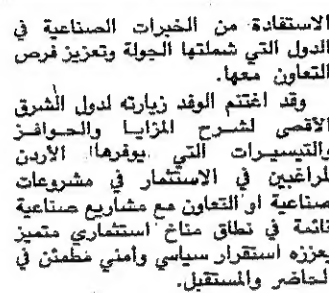 الاستفادة من الخبرات الصناعية في
الدول التي شملتها الجولة وتعزيز فرص
التعاون معها.
وقد اغتنم الوفد زيارته لدول الشرق
الاقصى لشرح المزايا والحوافز
والتيسيرات التي يوفرها الأردن
للراغبين في الاستثمار في مشروعات
صناعية او التعاون مع مشاريع صناعية
قائمة في نطاق مناخ استثماري متميز
يعززه استقرار سياسي وأمني مطمئن في
الحاضر والمستقبل.